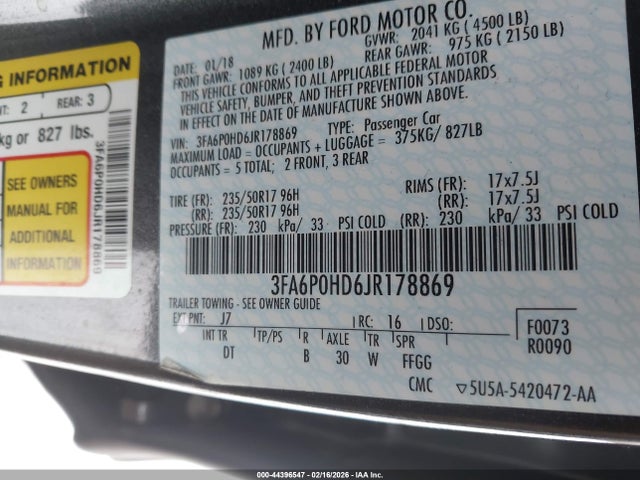 G INFORMATION
NT: 2 REAR: 3
kg or 827 lbs.
SEE OWNERS
MANUAL FOR
ADDITIONAL
INFORMATION
3FA6P0HD6JR178869
MFD. BY FORD MOTOR CO.
DATE: 01/18 GVWR: 2041 KG ( 4500 LB)
FRONT GAWR: 1089 KG ( 2400 LB) REAR GAWR: 975 KG ( 2150 LB)
THIS VEHICLE CONFORMS TO ALL APPLICABLE FEDERAL MOTOR
VEHICLE SAFETY, BUMPER, AND THEFT PREVENTION STANDARDS
IN EFFECT ON THE DATE OF MANUFACTURE SHOWN ABOVE.
VIN: 3FA6P0HD6JR178869 TYPE: Passenger Car
MAXIMUM LOAD = OCCUPANTS + LUGGAGE = 375KG/ 827LB
OCCUPANTS = 5 TOTAL; 2 FRONT, 3 REAR
TIRE (FR): 235/50R17 96H RIMS (FR): 17x7.5J
(RR): 235/50R17 96H (RR): 17x7.5J
PRESSURE (FR): 230 kPa/ 33 PSI COLD (RR): 230 kPa/ 33 PSI COLD
3FA6P0HD6JR178869
TRAILER TOWING - SEE OWNER GUIDE
EXT PNT: J7 RC: 16 DSO: F0073
INT TR TP/PS R AXLE TR SPR R0090
DT B 30 W FFGG
CMC ▽5U5A-5420472-AA
000-44396547 - 02/16/2026 - ©IAAI, Inc.